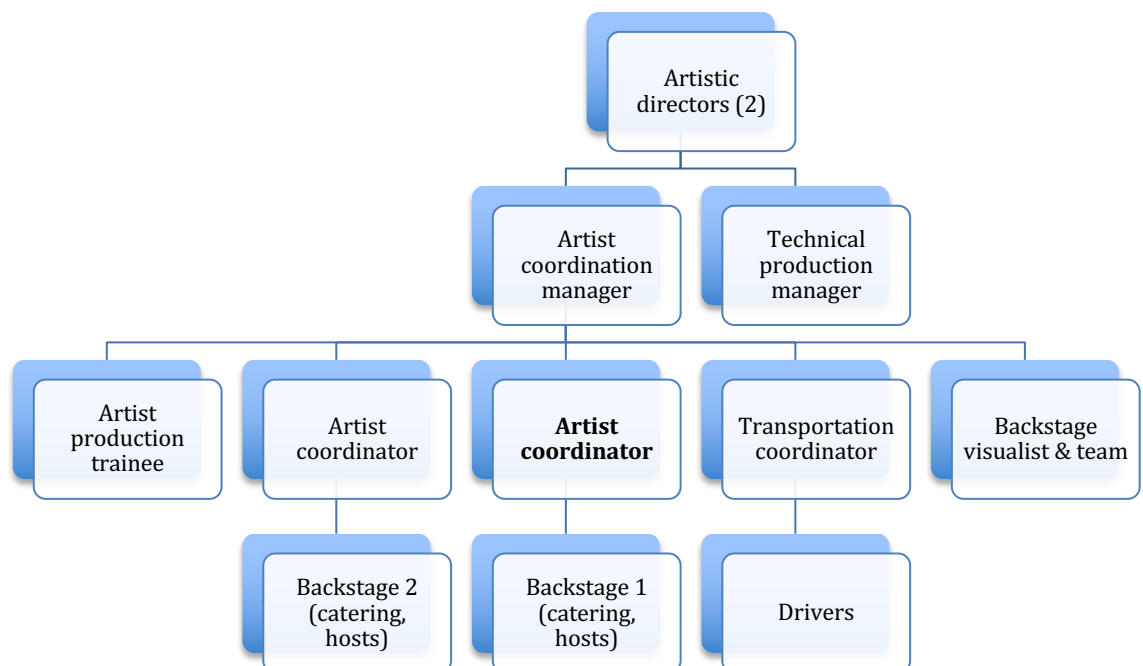 Artistic
directors (2)
Artist
coordination
manager
Technical
production
manager
Artist
production
trainee
Artist
coordinator
Artist
coordinator
Transportation
coordinator
Backstage
visualist & team
Backstage 2
(catering,
hosts)
Backstage 1
(catering,
hosts)
Drivers